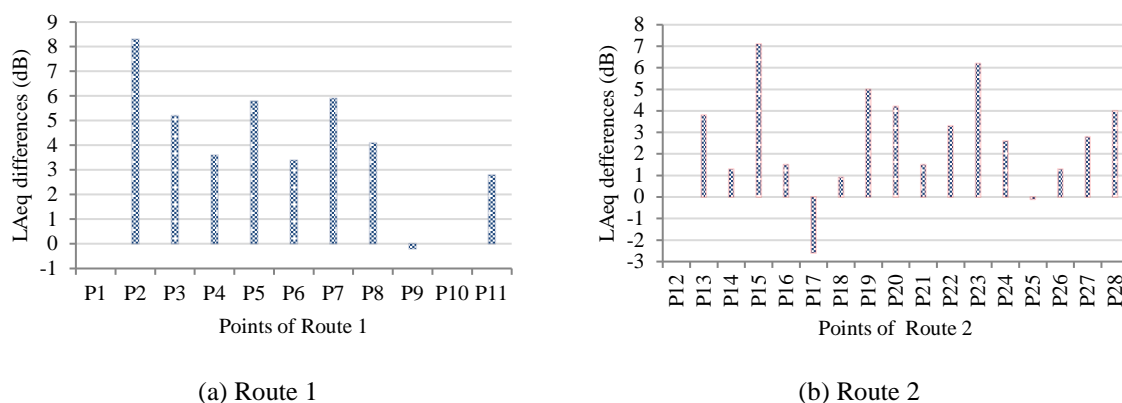 9
8
7
6
5
4
3
2
1
0
-1
LAeq differences (dB)
P1 P2 P3 P4 P5 P6 P7 P8 P9 P10 P11
Points of Route 1
(a) Route 1
8
7
6
5
4
3
2
1
0
-1
-2
-3
LAeq defferences (dB)
P12 P13 P14 P15 P16 P17 P18 P19 P20 P21 P22 P23 P24 P25 P26 P27 P28
Points of Route 2
(b) Route 2